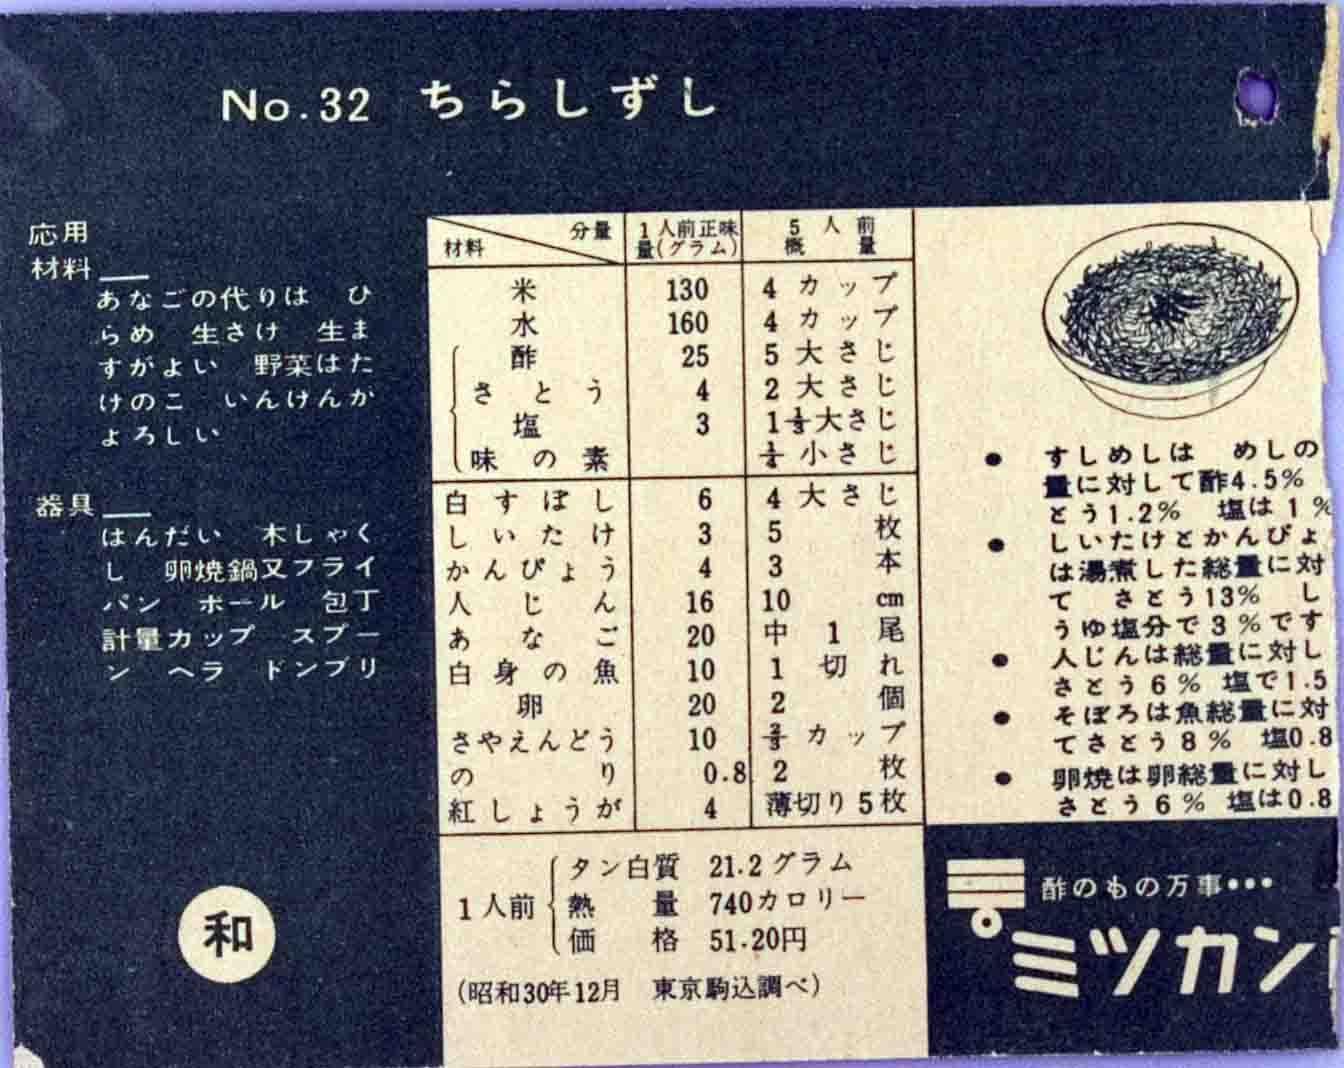 No.32 ちらしずし
応用
材料
あなごの代りは ひ
らめ 生さけ 生ま
すがよい 野菜はた
けのこ いんけんが
よろしい
器具
はんだい 木しゃく
し 卵焼鍋又フライ
パン ボール 包丁
計量カップ スプー
ン ヘラ ドンブリ
和
材料 分量 1人前正味量(グラム) 5人前概量
米 130 4カップ
水 160 4カップ
酢 25 5大さじ
さとう 4 2大さじ
塩 3 1⅓大さじ
味の素 ¼小さじ
白すぼし 6 4大さじ
しいたけ 3 5枚
かんぴょう 4 3本
人じん 16 10cm
あなご 20 中1尾
白身の魚 10 1切れ
卵 20 2個
さやえんどう 10 ⅔カップ
のり 0.8 2枚
紅しょうが 4 薄切り5枚
1人前
タン白質 21.2グラム
熱量 740カロリー
価格 51.20円
(昭和30年12月 東京駒込調べ)
● すしめしは めしの
量に対して酢4.5%
とう1.2% 塩は1%
● しいたけとかんぴょ
は湯煮した総量に対
て さとう13% し
うゆ塩分で3%です
● 人じんは総量に対し
さとう6% 塩で1.5
● そぼろは魚総量に対
てさとう8% 塩0.8
● 卵焼は卵総量に対し
さとう6% 塩は0.8
酢のもの万事•••
ミツカン